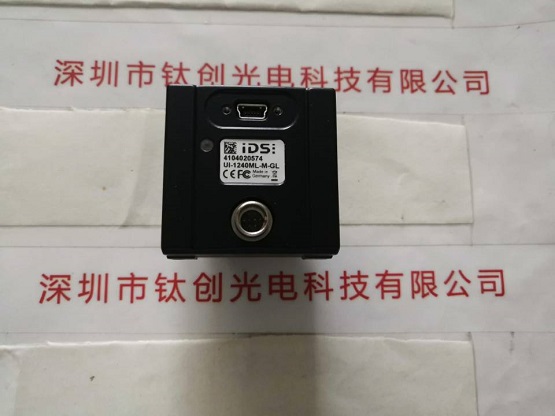 深圳市钛创光电科技有限公司
iDS:
4104020574
UI-1240ML-M-GL
CE FC Made in Germany
深圳市钛创光电科技有限公司